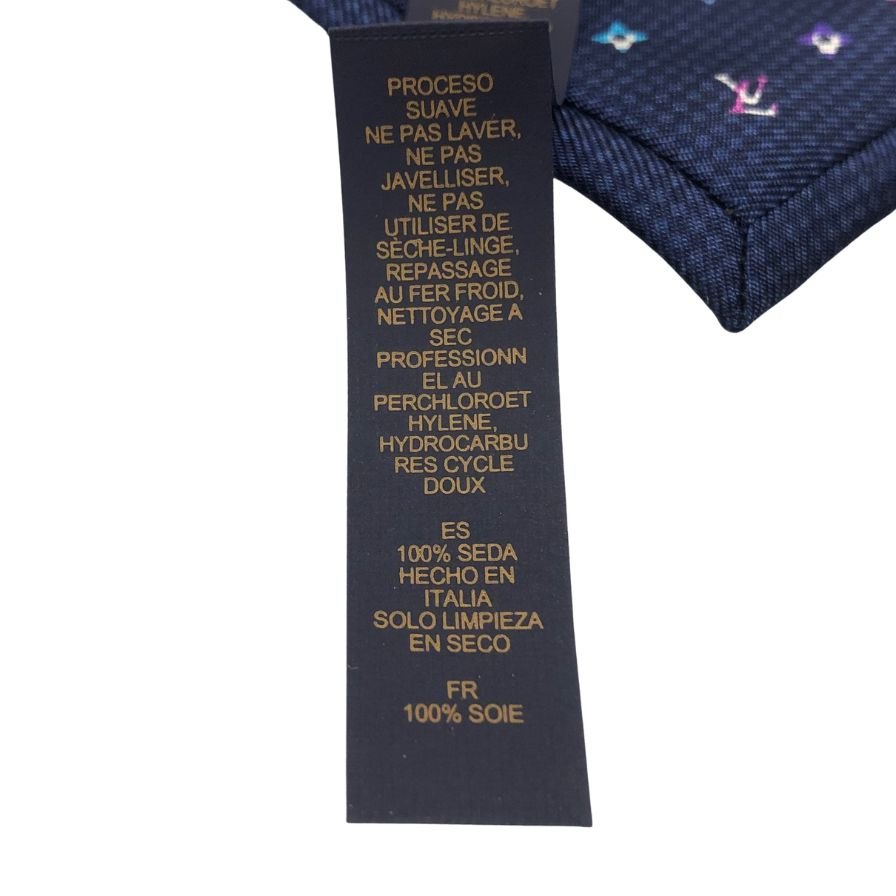 HYLENE
PROCESO
SUAVE
NE PAS LAVER,
NE PAS
JAVELLISER,
NE PAS
UTILISER DE
SÈCHE-LINGE,
REPASSAGE
AU FER FROID,
NETTOYAGE A
SEC
PROFESSIONN
EL AU
PERCHLOROET
HYLENE,
HYDROCARBU
RES CYCLE
DOUX
ES
100% SEDA
HECHO EN
ITALIA
SOLO LIMPIEZA
EN SECO
FR
100% SOIE
LV